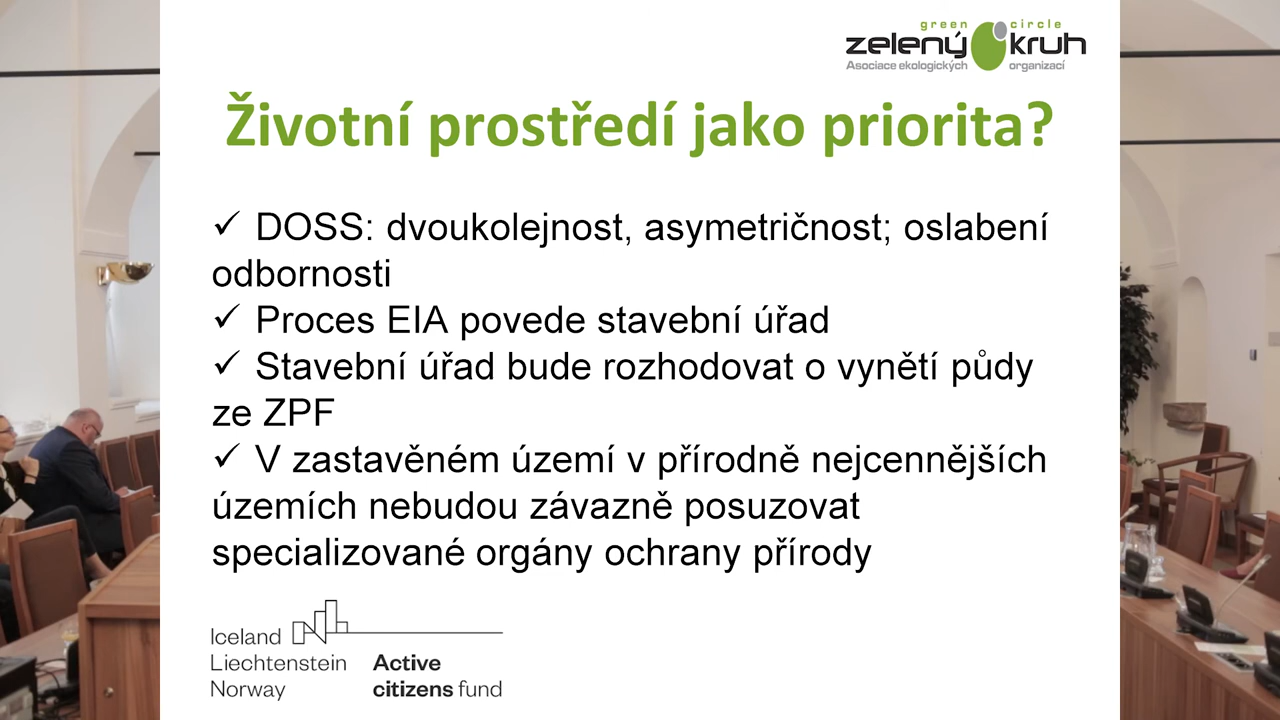 green circle
zelený kruh
Asociace ekologických organizací
Životní prostředí jako priorita?
✓ DOSS: dvoukolejnost, asymetričnost; oslabení
odbornosti
✓ Proces EIA povede stavební úřad
✓ Stavební úřad bude rozhodovat o vynětí půdy
ze ZPF
✓ V zastavěném území v přírodně nejcennějších
územích nebudou závazně posuzovat
specializované orgány ochrany přírody
Iceland
Liechtenstein
Norway
Active
citizens fund